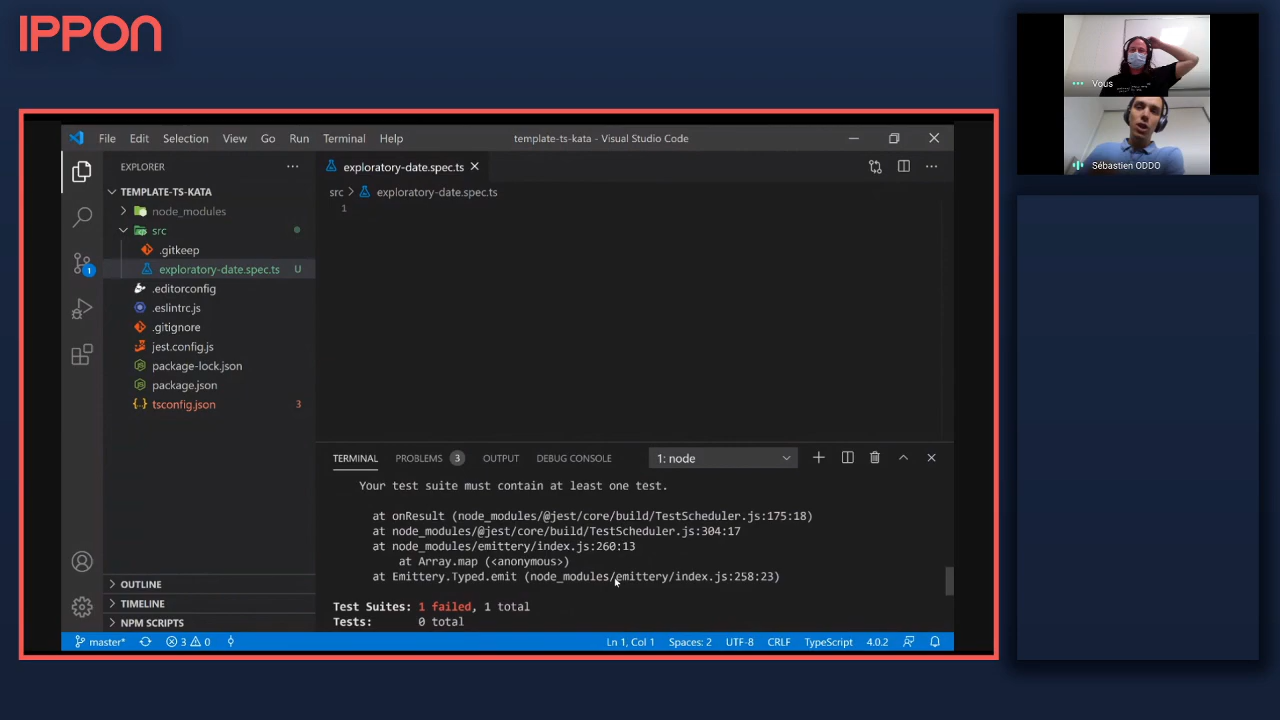 IPPON
File Edit Selection View Go Run Terminal Help
template-ts-kata - Visual Studio Code
EXPLORER
exploratory-date.spec.ts
TEMPLATE-TS-KATA
src > exploratory-date.spec.ts
node_modules
1
src
.gitkeep
exploratory-date.spec.ts U
1
.editorconfig
.eslintrc.js
.gitignore
jest.config.js
package-lock.json
package.json
tsconfig.json 3
TERMINAL PROBLEMS 3 OUTPUT DEBUG CONSOLE 1: node
Your test suite must contain at least one test.
at onResult (node_modules/@jest/core/build/TestScheduler.js:175:18)
at node_modules/@jest/core/build/TestScheduler.js:304:17
at node_modules/emittery/index.js:260:13
at Array.map (<anonymous>)
at Emittery.Typed.emit (node_modules/emittery/index.js:258:23)
Test Suites: 1 failed, 1 total
Tests: 0 total
OUTLINE
TIMELINE
NPM SCRIPTS
master* 3 0 Ln 1, Col 1 Spaces: 2 UTF-8 CRLF TypeScript 4.0.2
Vous
Sébastien ODDO